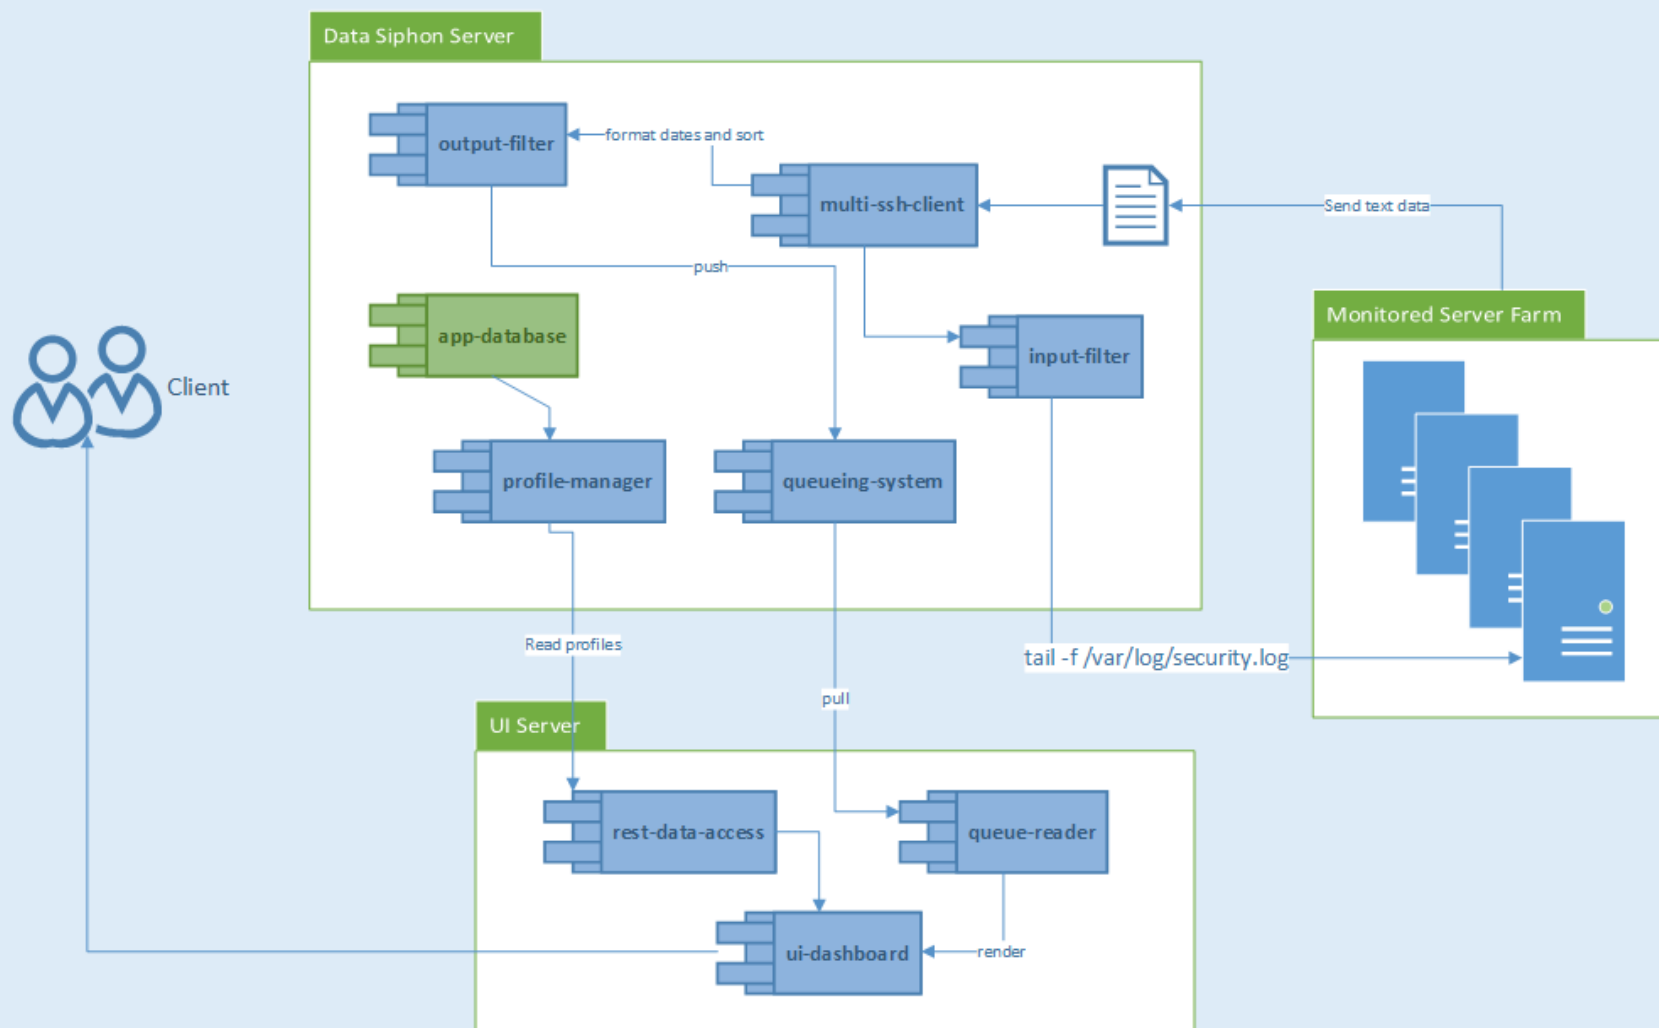 Data Siphon Server
output-filter
format dates and sort
multi-ssh-client
Send text data
push
app-database
input-filter
Monitored Server Farm
Client
profile-manager
queueing-system
Read profiles
tail -f /var/log/security.log
pull
UI Server
rest-data-access
queue-reader
ui-dashboard
render